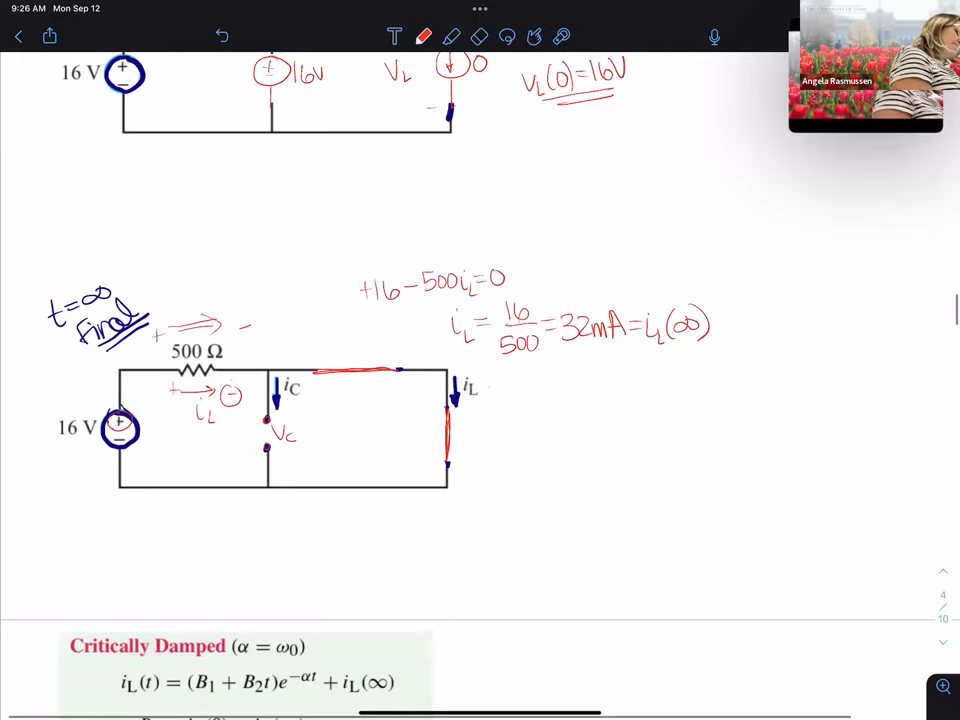 9:26 AM Mon Sep 12
T
Angela Rasmussen
16 V
+
−
±
16V
VL
−
0
VL(0)=16V
+16 − 500iL = 0
iL = 16/500 = 32mA = iL(∞)
t=∞
Final
+ −
500 Ω
+ −
iL
iC
iL
16 V
+
−
VC
4
/
10
Critically Damped (α = ω0)
iL(t) = (B1 + B2t)e−αt + iL(∞)